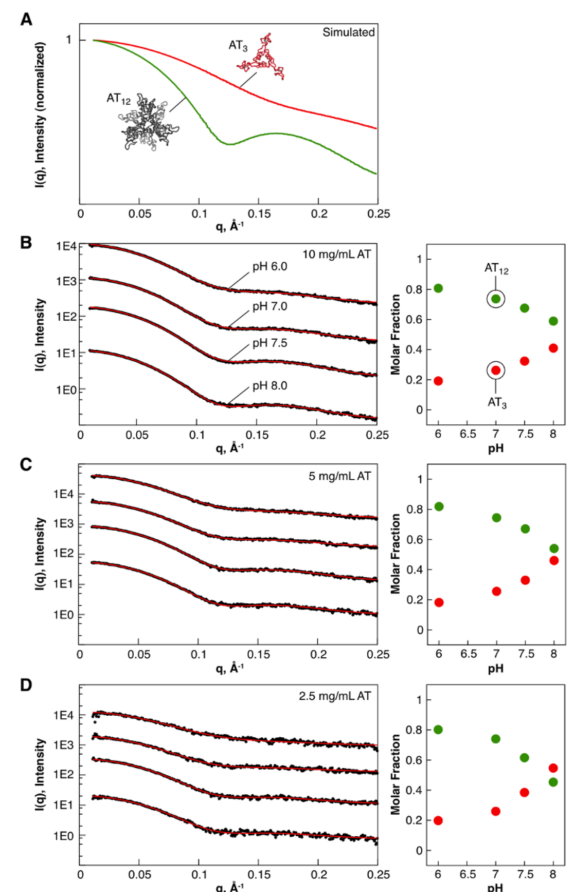 A
Simulated
1
AT3
AT12
I(q), Intensity (normalized)
0 0.05 0.1 0.15 0.2 0.25
q, Å-1
B
10 mg/mL AT
1E4
1E3
1E2
1E1
1E0
pH 6.0
pH 7.0
pH 7.5
pH 8.0
I(q), Intensity
0 0.05 0.1 0.15 0.2 0.25
q, Å-1
Molar Fraction
1
0.8
0.6
0.4
0.2
0
AT12
AT3
6 6.5 7 7.5 8
pH
C
5 mg/mL AT
1E4
1E3
1E2
1E1
1E0
I(q), Intensity
0 0.05 0.1 0.15 0.2 0.25
q, Å-1
Molar Fraction
1
0.8
0.6
0.4
0.2
0
6 6.5 7 7.5 8
pH
D
2.5 mg/mL AT
1E4
1E3
1E2
1E1
1E0
I(q), Intensity
0 0.05 0.1 0.15 0.2 0.25
q, Å-1
Molar Fraction
1
0.8
0.6
0.4
0.2
0
6 6.5 7 7.5 8
pH